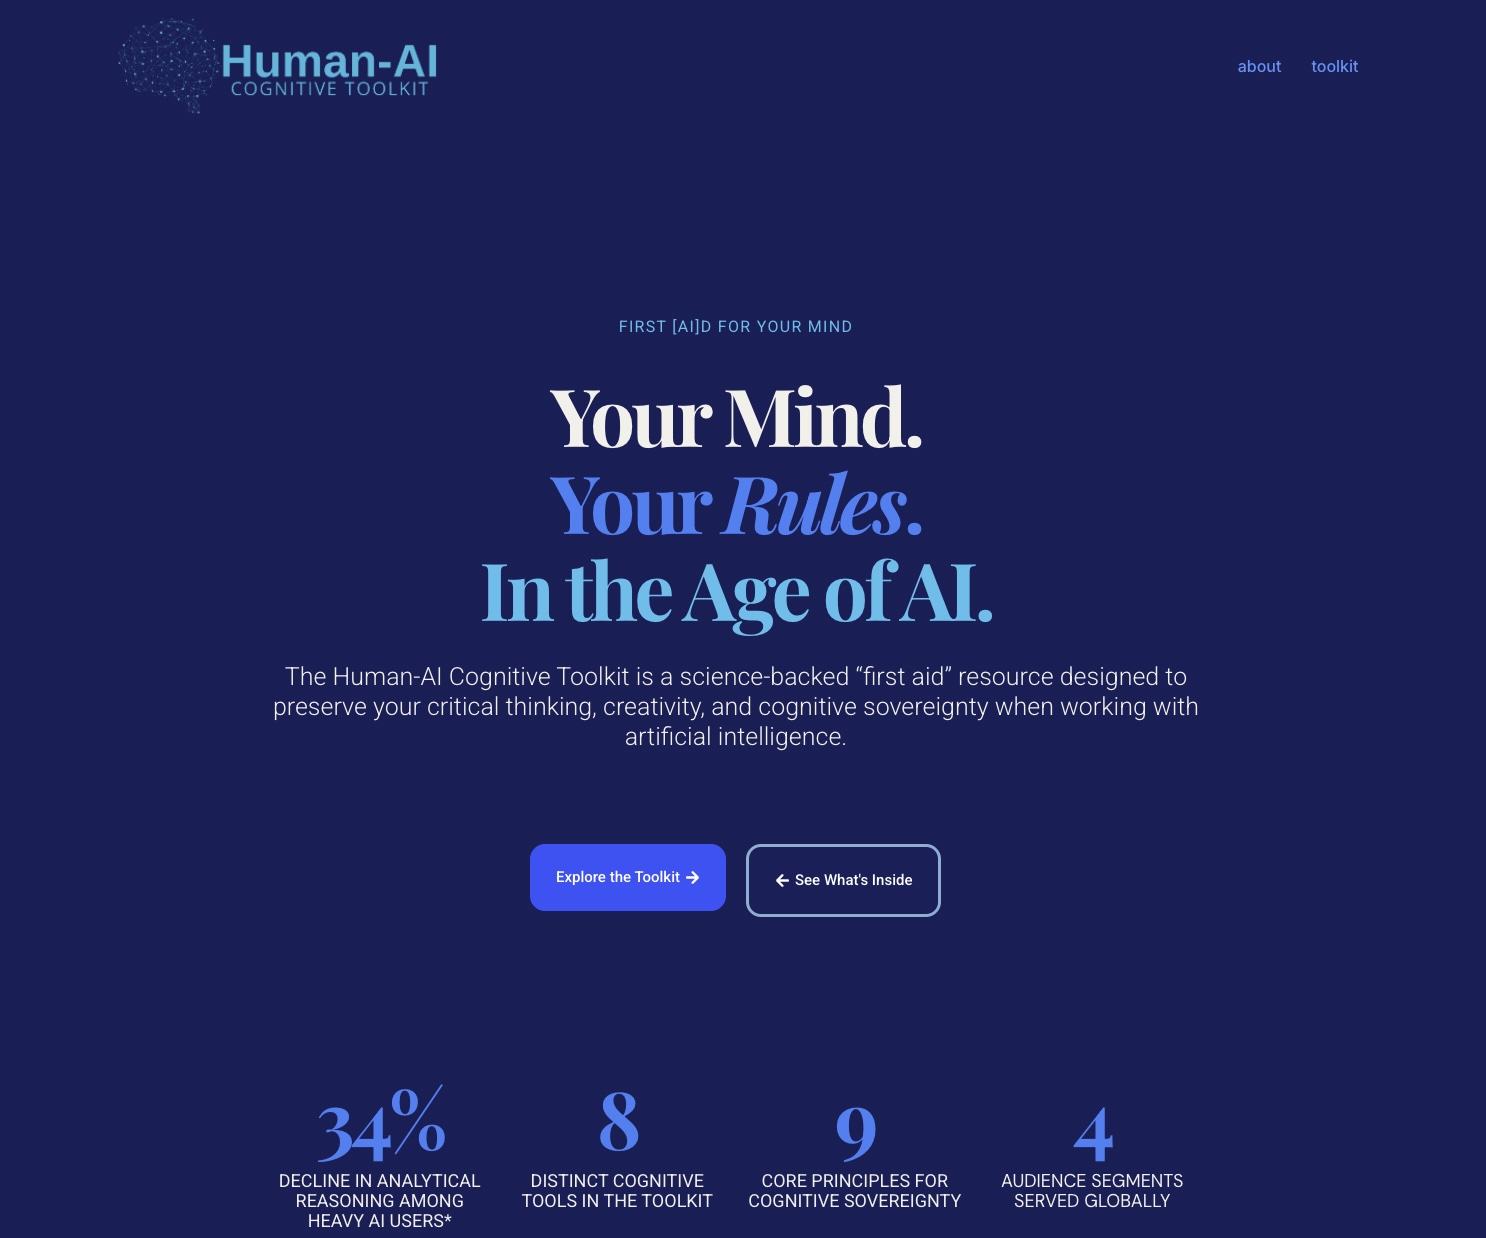 Human-AI
COGNITIVE TOOLKIT
about
toolkit
FIRST [AI]D FOR YOUR MIND
Your Mind.
Your Rules.
In the Age of AI.
The Human-AI Cognitive Toolkit is a science-backed “first aid” resource designed to
preserve your critical thinking, creativity, and cognitive sovereignty when working with
artificial intelligence.
Explore the Toolkit →
← See What's Inside
34%
DECLINE IN ANALYTICAL
REASONING AMONG
HEAVY AI USERS*
8
DISTINCT COGNITIVE
TOOLS IN THE TOOLKIT
9
CORE PRINCIPLES FOR
COGNITIVE SOVEREIGNTY
4
AUDIENCE SEGMENTS
SERVED GLOBALLY